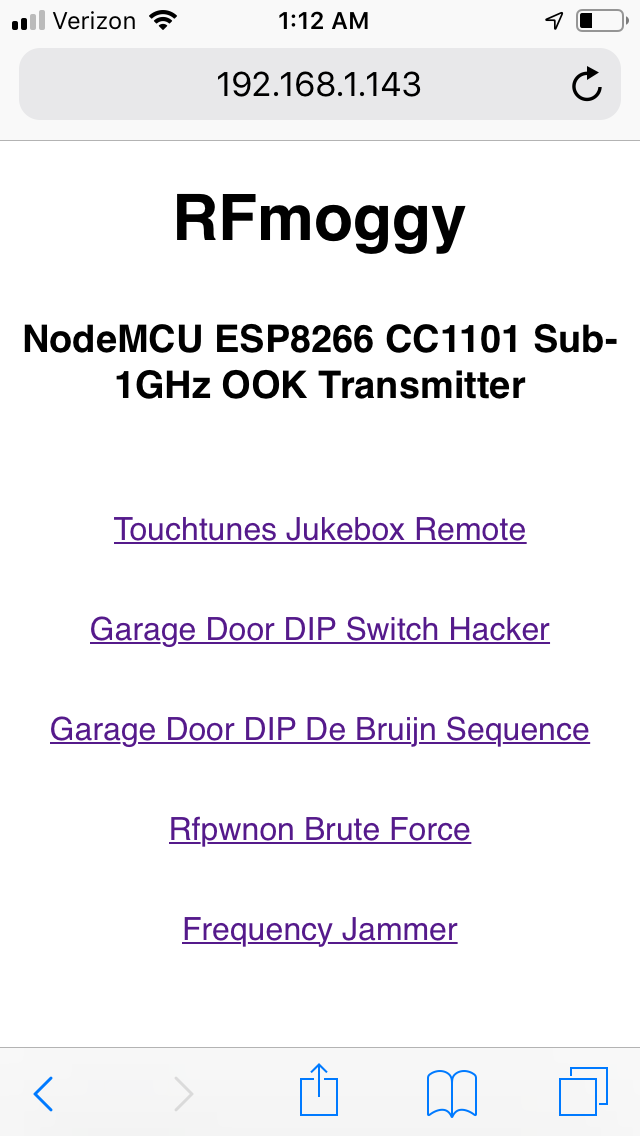 Verizon 1:12 AM
192.168.1.143
RFmoggy
NodeMCU ESP8266 CC1101 Sub-
1GHz OOK Transmitter
Touchtunes Jukebox Remote
Garage Door DIP Switch Hacker
Garage Door DIP De Bruijn Sequence
Rfpwnon Brute Force
Frequency Jammer